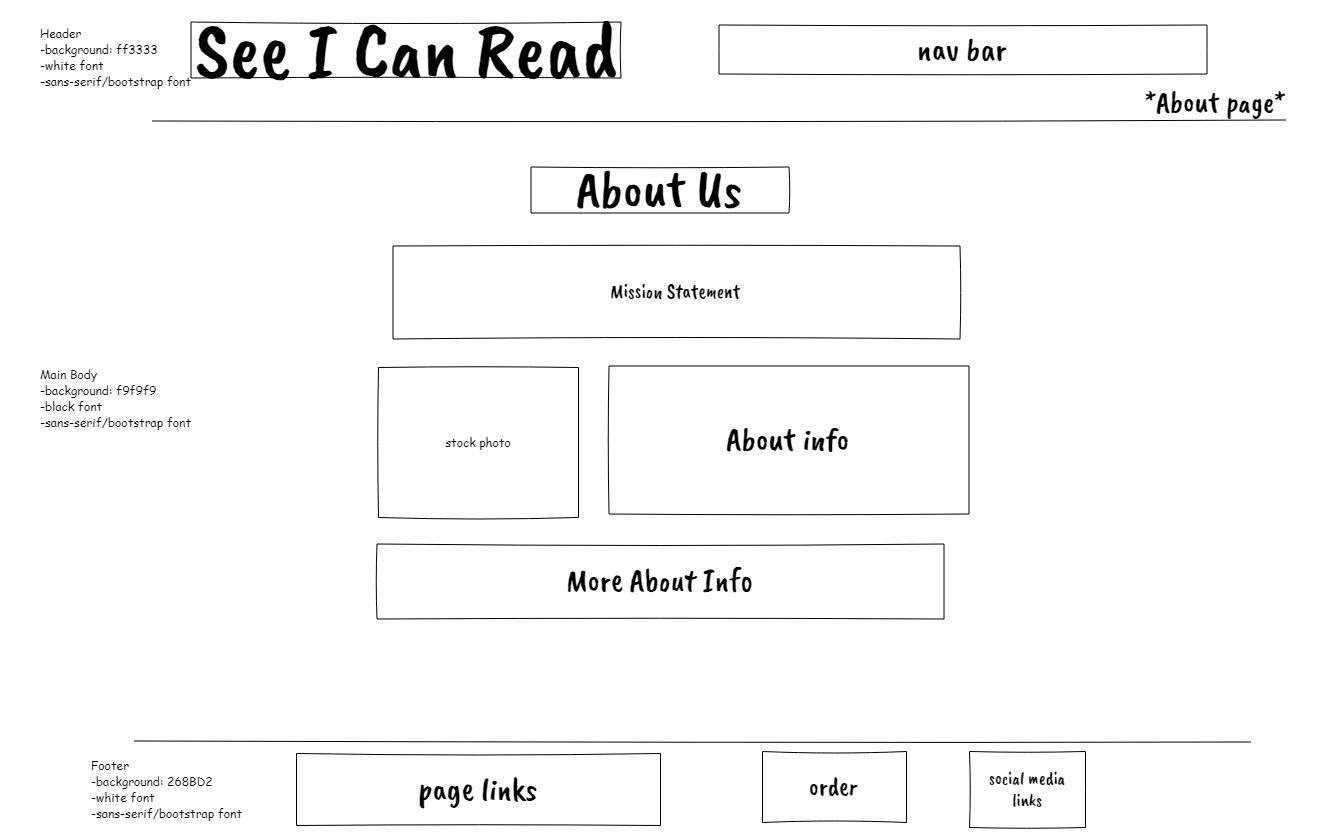 Header
-background: ff3333
-white font
-sans-serif/bootstrap font
See I Can Read
nav bar
*About page*
About Us
Mission Statement
Main Body
-background: f9f9f9
-black font
-sans-serif/bootstrap font
stock photo
About info
More About Info
Footer
-background: 268BD2
-white font
-sans-serif/bootstrap font
page links
order
social media
links